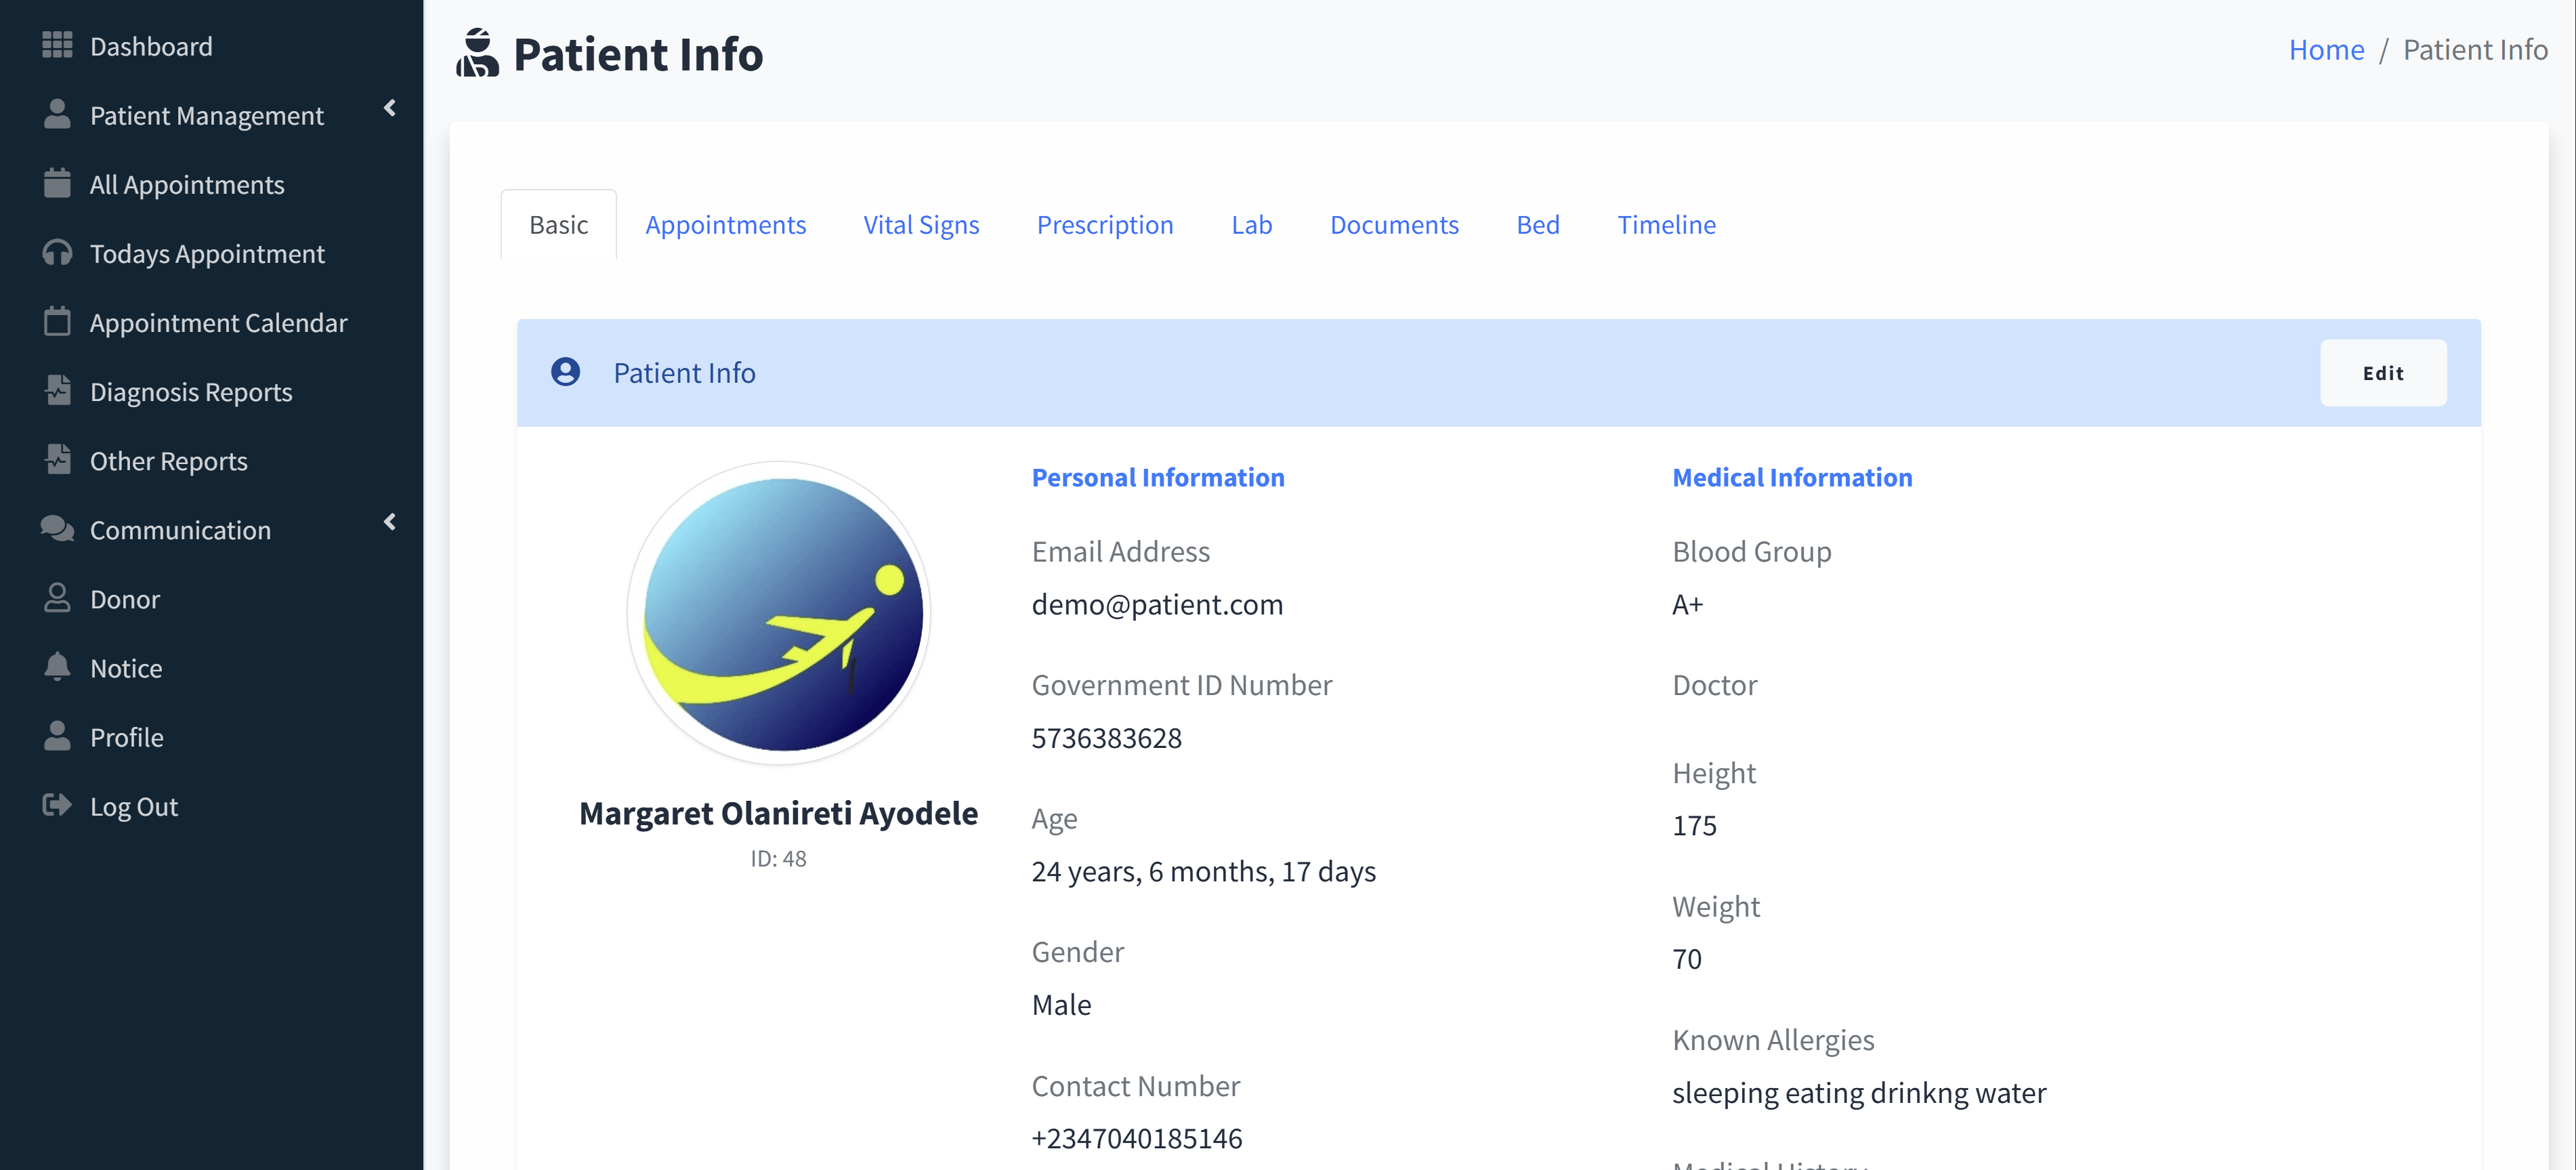 Dashboard
Patient Management
All Appointments
Todays Appointment
Appointment Calendar
Diagnosis Reports
Other Reports
Communication
Donor
Notice
Profile
Log Out
Patient Info
Home / Patient Info
Basic Appointments Vital Signs Prescription Lab Documents Bed Timeline
Patient Info
Edit
Margaret Olanireti Ayodele
ID: 48
Personal Information
Email Address
demo@patient.com
Government ID Number
5736383628
Age
24 years, 6 months, 17 days
Gender
Male
Contact Number
+2347040185146
Medical Information
Blood Group
A+
Doctor
Height
175
Weight
70
Known Allergies
sleeping eating drinkng water
Medical History